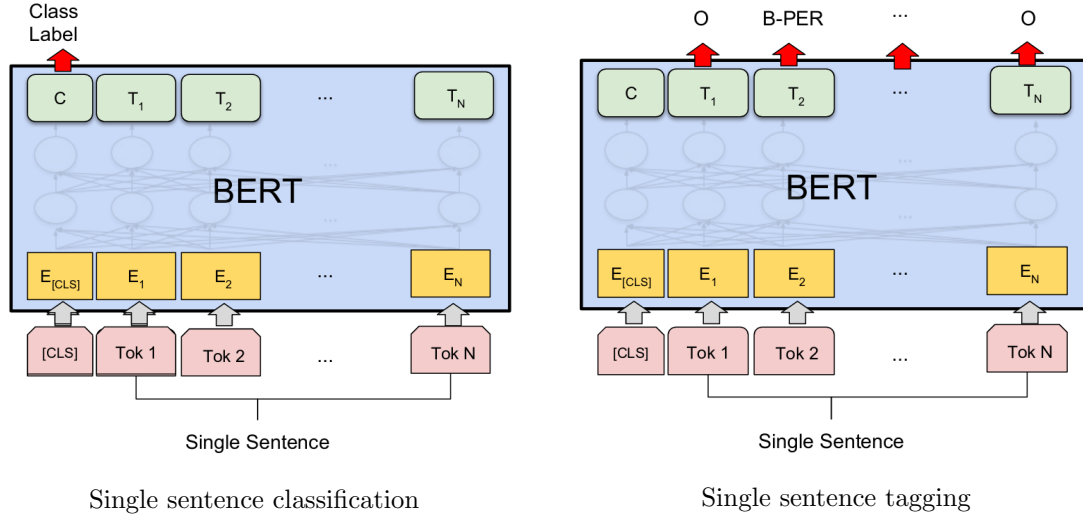 Class
Label
C T1 T2 ... TN
...
BERT
...
E[CLS] E1 E2 ... EN
[CLS] Tok 1 Tok 2 ... Tok N
Single Sentence
Single sentence classification
O B-PER ... O
C T1 T2 ... TN
...
BERT
...
E[CLS] E1 E2 ... EN
[CLS] Tok 1 Tok 2 ... Tok N
Single Sentence
Single sentence tagging